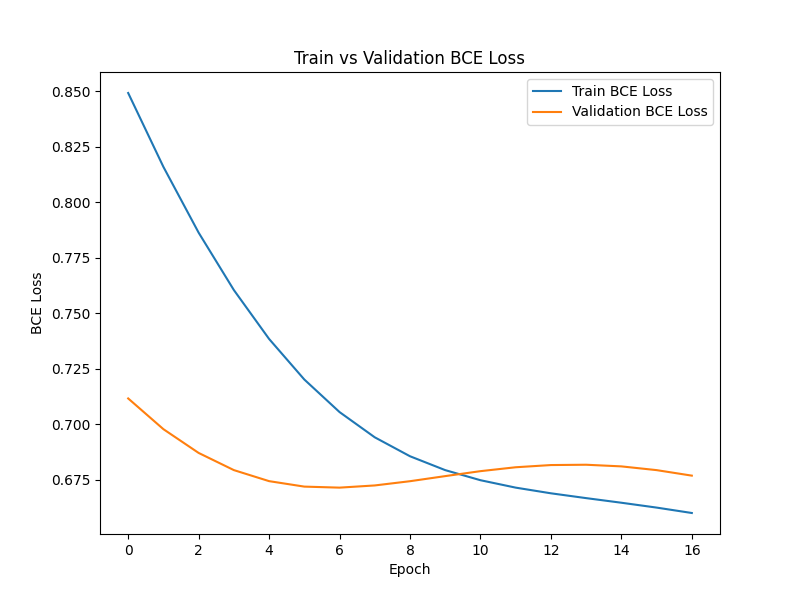 Train vs Validation BCE Loss
Train BCE Loss
Validation BCE Loss
0.850
0.825
0.800
0.775
0.750
0.725
0.700
0.675
BCE Loss
0 2 4 6 8 10 12 14 16
Epoch